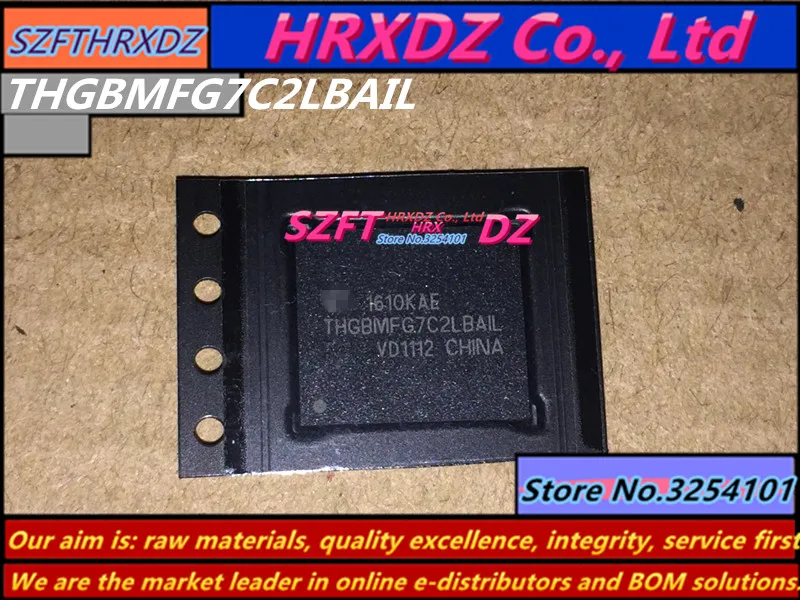 SZFTHRXDZ
HRXDZ Co., Ltd
THGBMFG7C2LBAIL
SZFT HRXDZ Co., Ltd DZ
HRX
Store No.3254101
1610KAE
THGBMFG7C2LBAIL
VD1112 CHINA
Store No.3254101
Our aim is: raw materials, quality excellence, integrity, service first
We are the market leader in online e-distributors and BOM solutions.